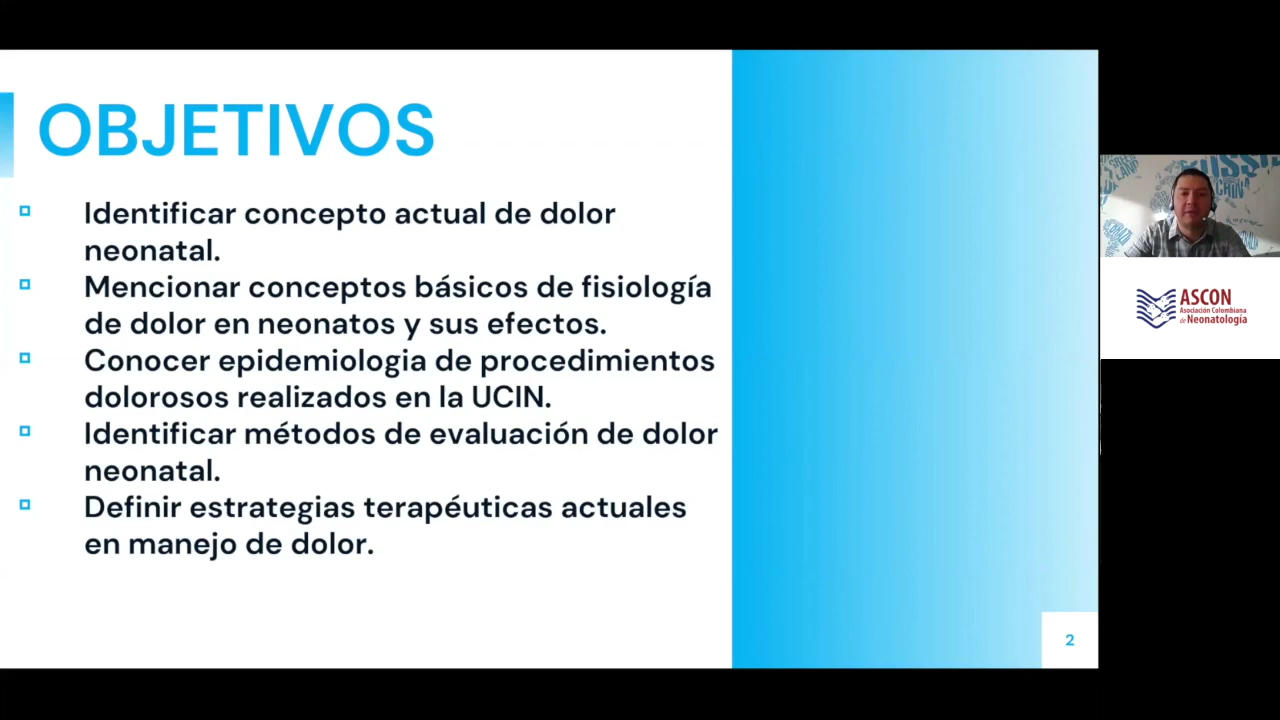 OBJETIVOS
Identificar concepto actual de dolor
neonatal.
Mencionar conceptos básicos de fisiología
de dolor en neonatos y sus efectos.
Conocer epidemiologia de procedimientos
dolorosos realizados en la UCIN.
Identificar métodos de evaluación de dolor
neonatal.
Definir estrategias terapéuticas actuales
en manejo de dolor.
2
ASCON
Asociación Colombiana
de Neonatología